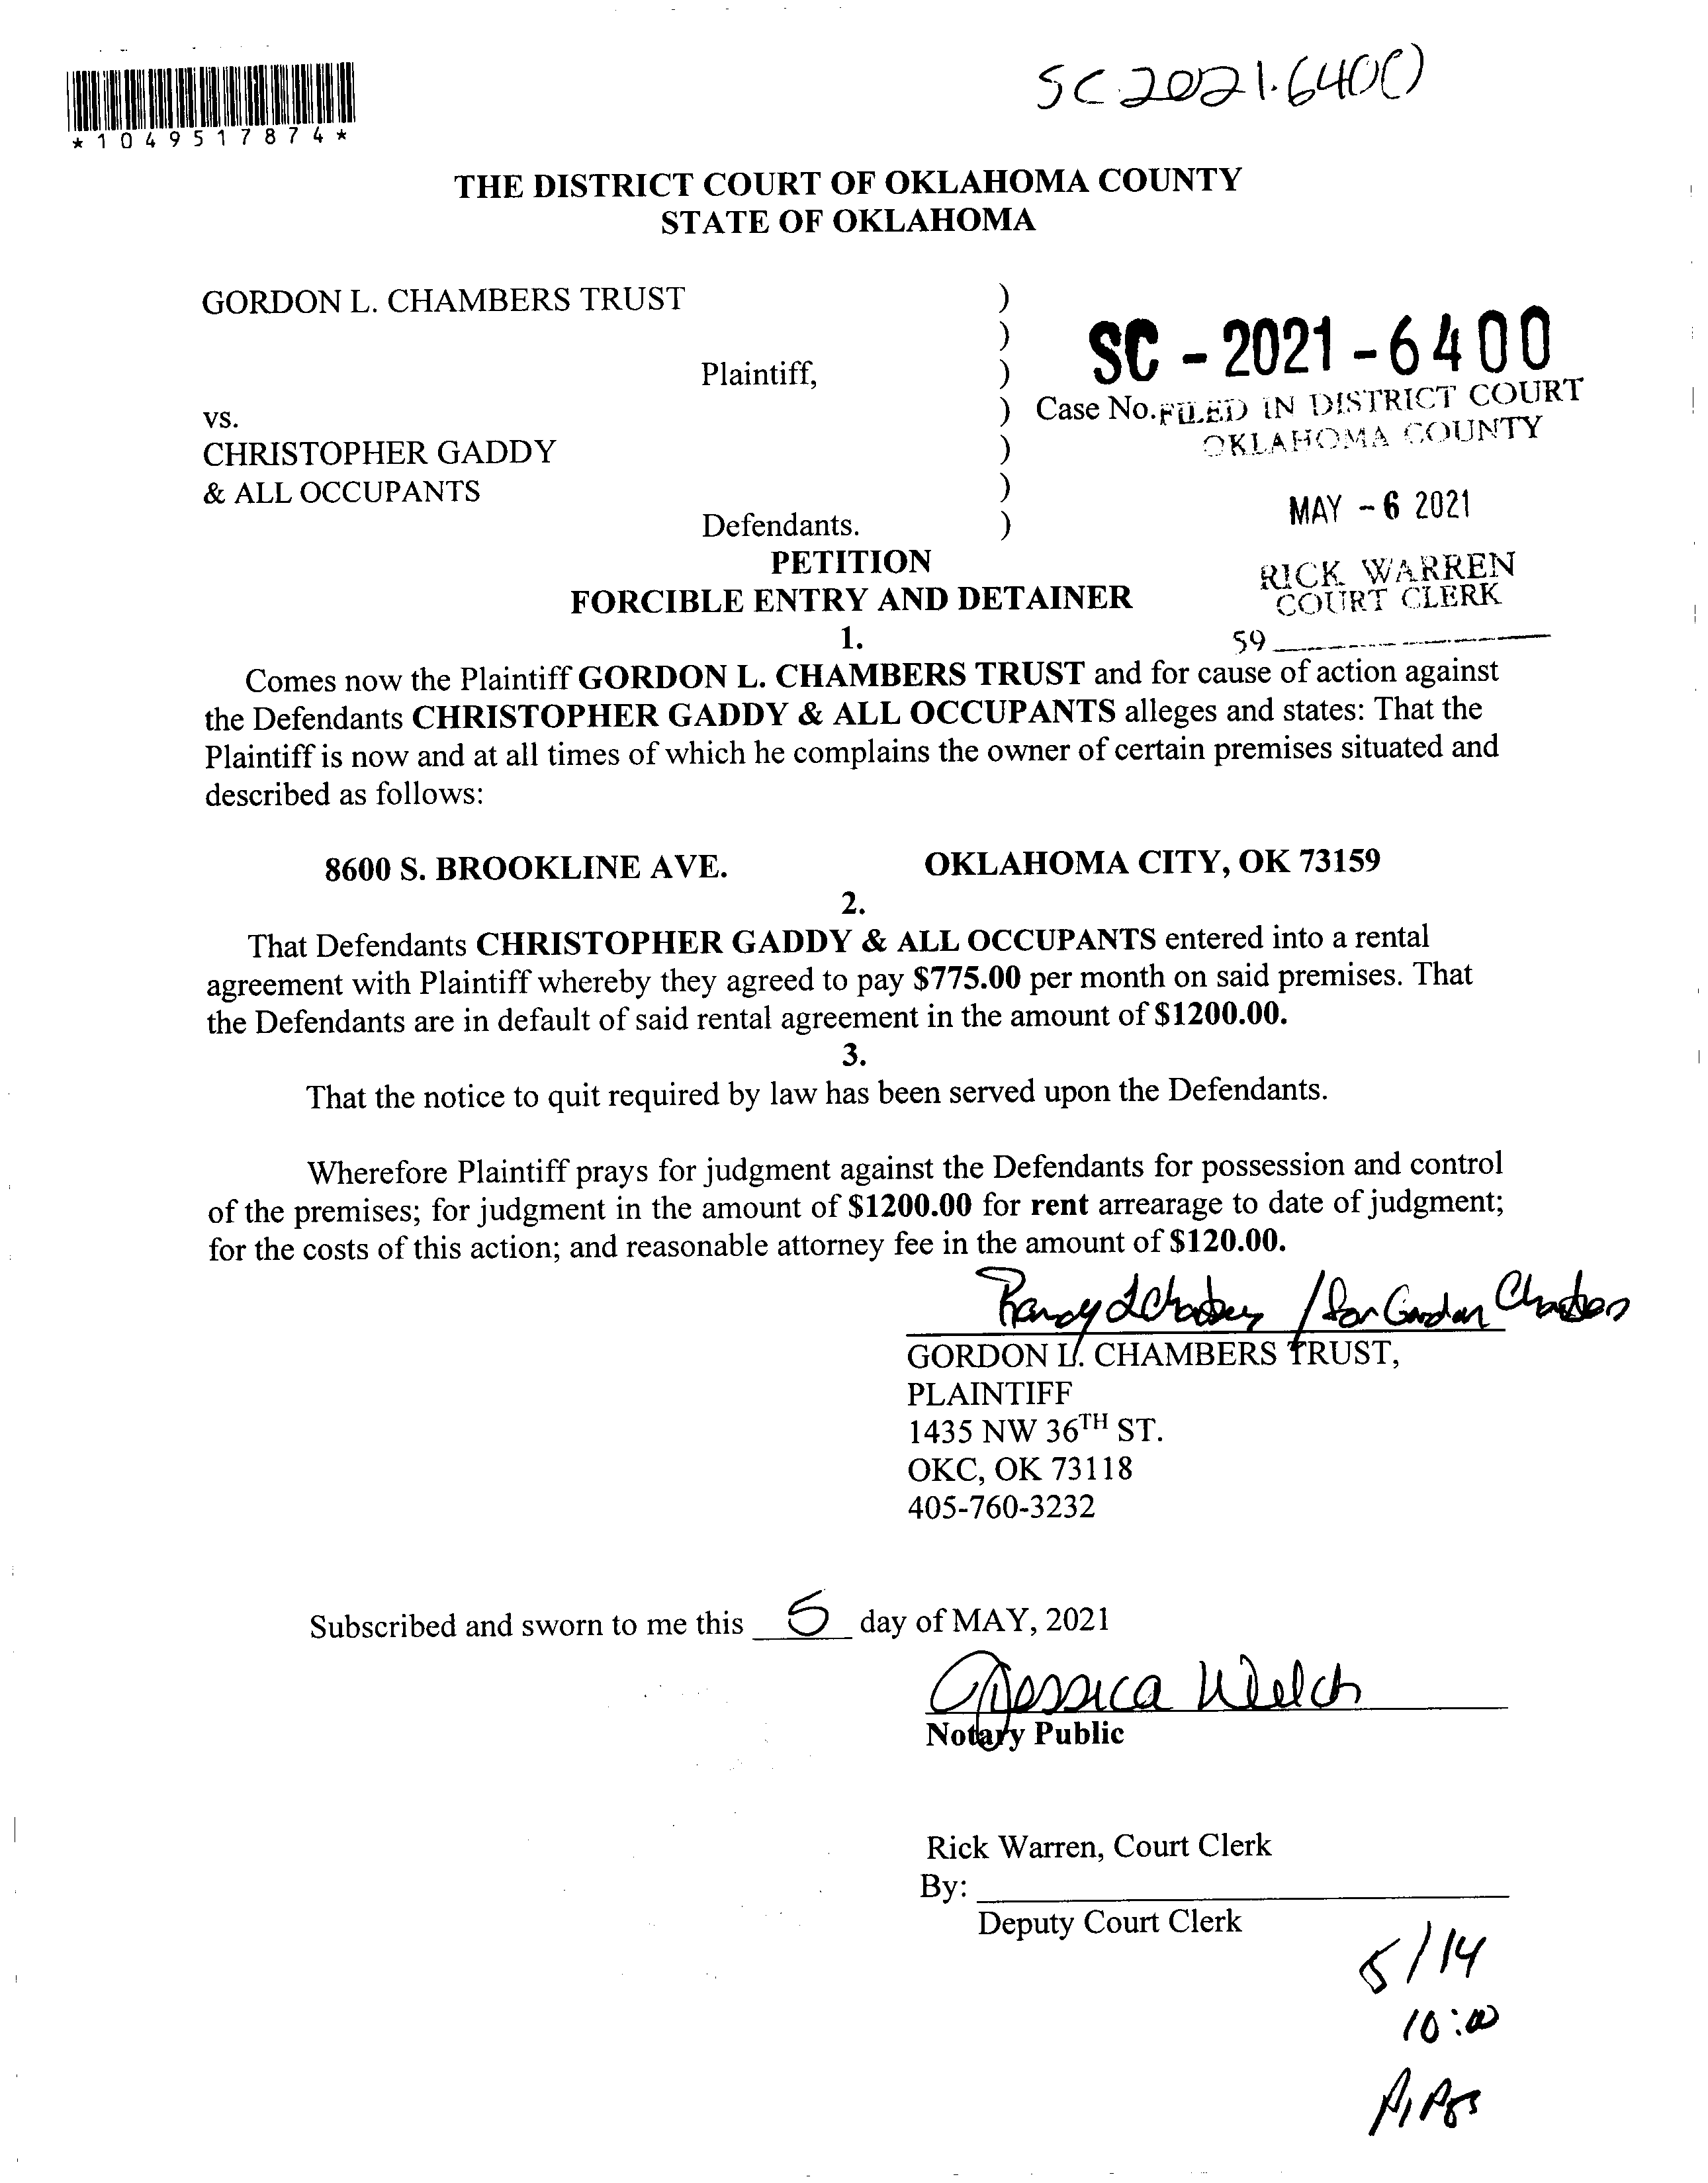 SC 2021.6400
*1049517874*
THE DISTRICT COURT OF OKLAHOMA COUNTY
STATE OF OKLAHOMA
GORDON L. CHAMBERS TRUST )
)
Plaintiff, )
SC - 2021 - 6400
vs. ) Case No. FILED IN DISTRICT COURT
OKLAHOMA COUNTY
CHRISTOPHER GADDY )
& ALL OCCUPANTS )
MAY - 6 2021
Defendants. )
PETITION
RICK WARREN
COURT CLERK
FORCIBLE ENTRY AND DETAINER
1.
59
Comes now the Plaintiff GORDON L. CHAMBERS TRUST and for cause of action against
the Defendants CHRISTOPHER GADDY & ALL OCCUPANTS alleges and states: That the
Plaintiff is now and at all times of which he complains the owner of certain premises situated and
described as follows:
8600 S. BROOKLINE AVE. OKLAHOMA CITY, OK 73159
2.
That Defendants CHRISTOPHER GADDY & ALL OCCUPANTS entered into a rental
agreement with Plaintiff whereby they agreed to pay $775.00 per month on said premises. That
the Defendants are in default of said rental agreement in the amount of $1200.00.
3.
That the notice to quit required by law has been served upon the Defendants.
Wherefore Plaintiff prays for judgment against the Defendants for possession and control
of the premises; for judgment in the amount of $1200.00 for rent arrearage to date of judgment;
for the costs of this action; and reasonable attorney fee in the amount of $120.00.
Randy L Chambers / for Gordon Chambers
GORDON L. CHAMBERS TRUST,
PLAINTIFF
1435 NW 36TH ST.
OKC, OK 73118
405-760-3232
Subscribed and sworn to me this 5 day of MAY, 2021
Jessica Welch
Notary Public
Rick Warren, Court Clerk
By:
Deputy Court Clerk
5/14
10:00